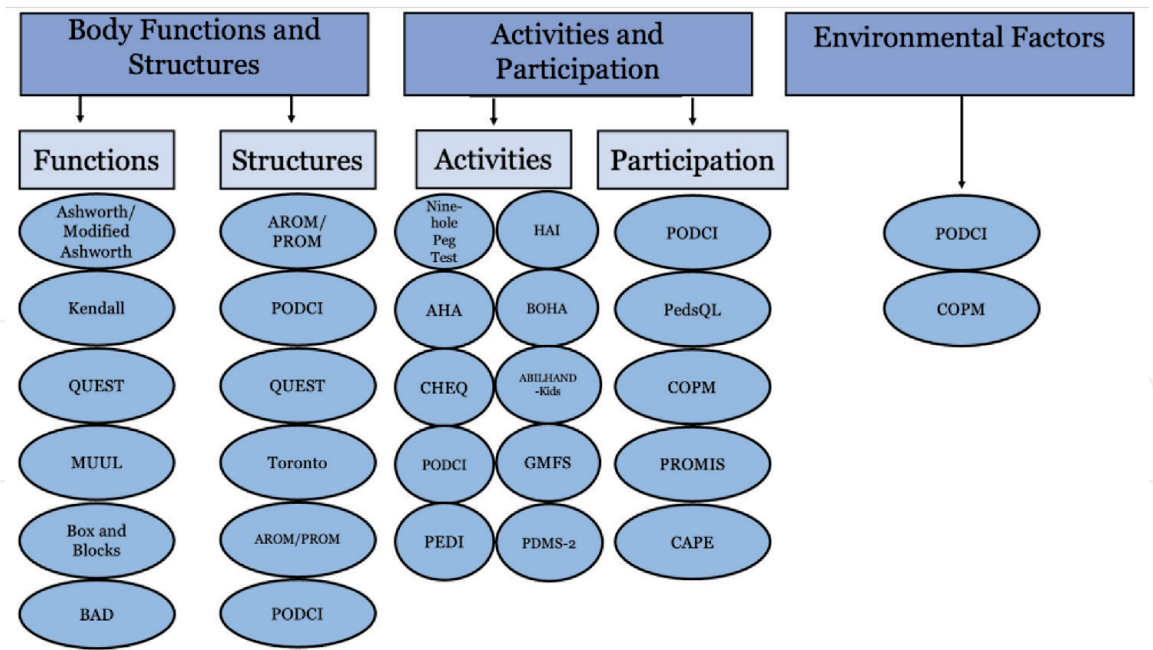 Body Functions and
Structures
Activities and
Participation
Environmental Factors
Functions
Structures
Activities
Participation
Ashworth/
Modified
Ashworth
Kendall
QUEST
MUUL
Box and
Blocks
BAD
AROM/
PROM
PODCI
QUEST
Toronto
AROM/PROM
PODCI
Nine-
hole
Peg
Test
AHA
CHEQ
PODCI
PEDI
HAI
BOHA
ABILHAND
-Kids
GMFS
PDMS-2
PODCI
PedsQL
COPM
PROMIS
CAPE
PODCI
COPM